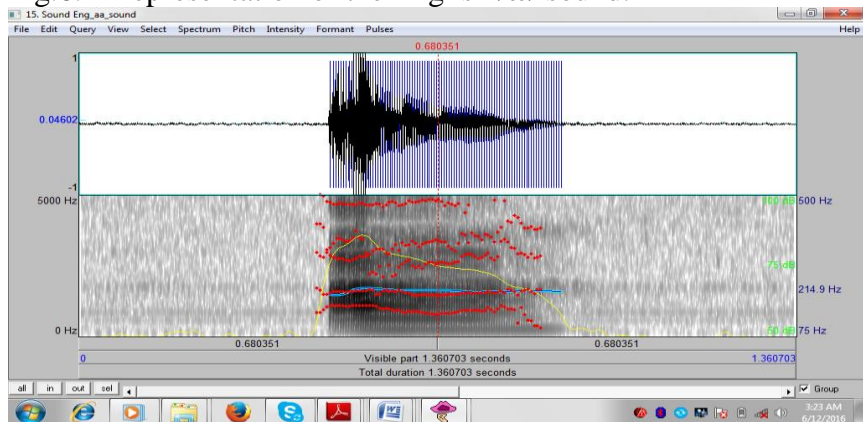 15. Sound Eng_aa_sound
File Edit Query View Select Spectrum Pitch Intensity Formant Pulses Help
0.680351
1
0.04602
-1
5000 Hz 100 dB 500 Hz
75 dB
214.9 Hz
0 Hz 50 dB 75 Hz
0.680351 0.680351
0 Visible part 1.360703 seconds 1.360703
Total duration 1.360703 seconds
all in out sel Group
3:23 AM
6/12/2016